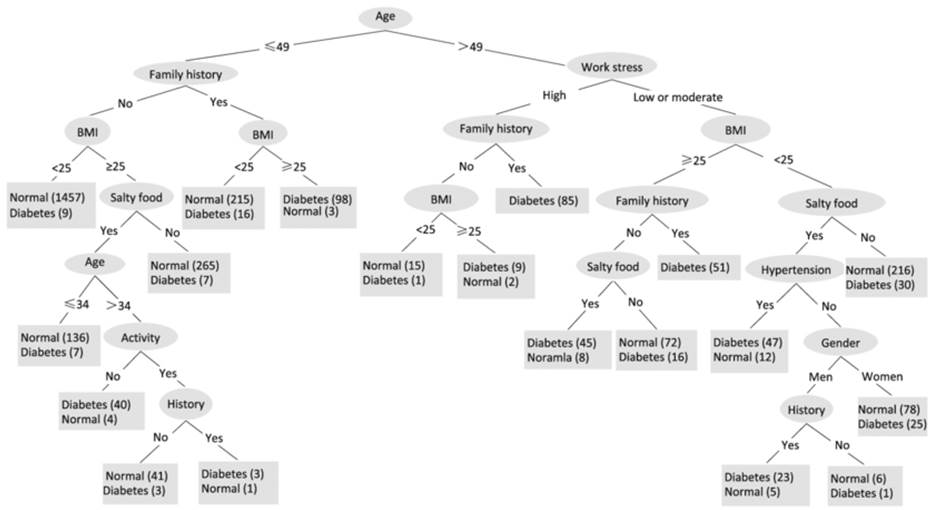 Age
≤49
>49
Family history
Work stress
No
Yes
High
Low or moderate
BMI
BMI
Family history
BMI
<25
≥25
<25
≥25
No
Yes
≥25
<25
Normal (1457)
Diabetes (9)
Salty food
Normal (215)
Diabetes (16)
Diabetes (98)
Normal (3)
BMI
Diabetes (85)
Family history
Salty food
Yes
No
<25
≥25
No
Yes
Yes
No
Age
Normal (265)
Diabetes (7)
Normal (15)
Diabetes (1)
Diabetes (9)
Normal (2)
Salty food
Diabetes (51)
Hypertension
Normal (216)
Diabetes (30)
≤34
>34
Yes
No
Yes
No
Normal (136)
Diabetes (7)
Activity
Diabetes (45)
Noramla (8)
Normal (72)
Diabetes (16)
Diabetes (47)
Normal (12)
Gender
No
Yes
Men
Women
Diabetes (40)
Normal (4)
History
History
Normal (78)
Diabetes (25)
No
Yes
Yes
No
Normal (41)
Diabetes (3)
Diabetes (3)
Normal (1)
Diabetes (23)
Normal (5)
Normal (6)
Diabetes (1)